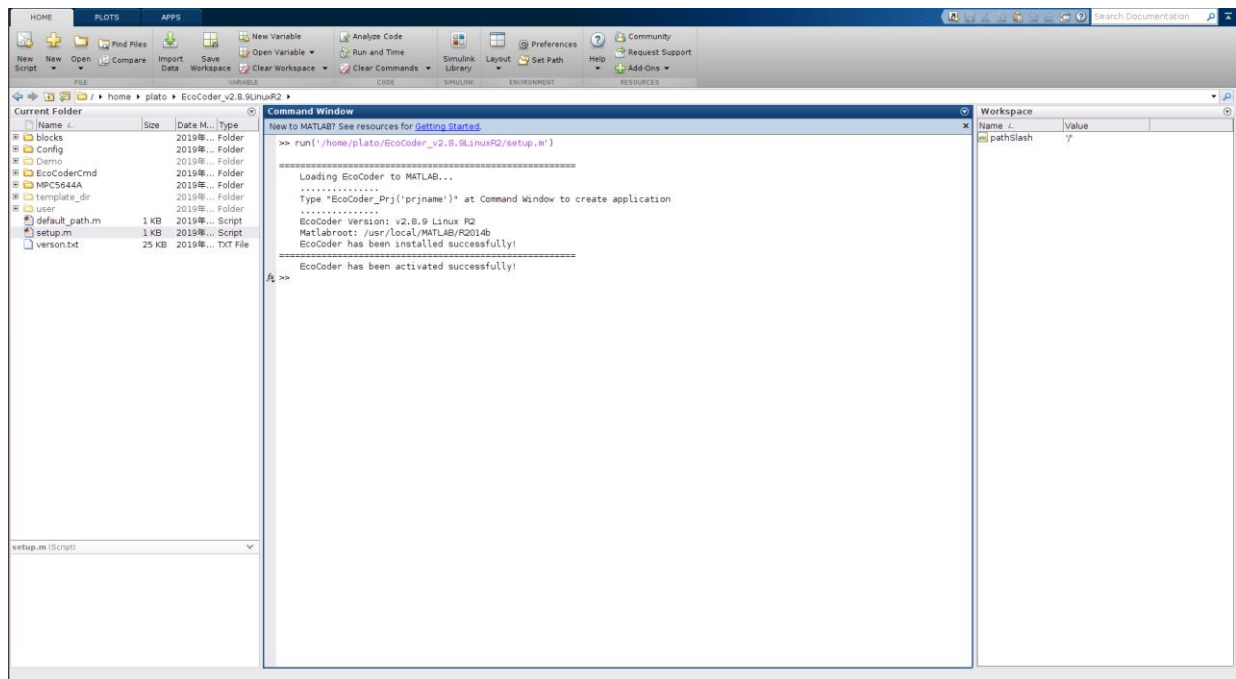 HOME PLOTS APPS
Search Documentation
New Script
New
Open
Find Files
Compare
Import Data
Save Workspace
New Variable
Open Variable
Clear Workspace
Analyze Code
Run and Time
Clear Commands
Simulink Library
Layout
Preferences
Set Path
Help
Community
Request Support
Add-Ons
FILE VARIABLE CODE SIMULINK ENVIRONMENT RESOURCES
/ home plato EcoCoder_v2.8.9LinuxR2
Current Folder
Name Size Date M... Type
blocks 2019年... Folder
Config 2019年... Folder
Demo 2019年... Folder
EcoCoderCmd 2019年... Folder
MPC5644A 2019年... Folder
template_dir 2019年... Folder
user 2019年... Folder
default_path.m 1 KB 2019年... Script
setup.m 1 KB 2019年... Script
verson.txt 25 KB 2019年... TXT File
setup.m (Script)
Command Window
New to MATLAB? See resources for Getting Started.
>> run('/home/plato/EcoCoder_v2.8.9LinuxR2/setup.m')
=========================================================
Loading EcoCoder to MATLAB...
...............
Type "EcoCoder_Prj('prjname')" at Command Window to create application
...............
EcoCoder Version: v2.8.9 Linux R2
Matlabroot: /usr/local/MATLAB/R2014b
EcoCoder has been installed successfully!
=========================================================
EcoCoder has been activated successfully!
fx >>
Workspace
Name Value
pathSlash '/'